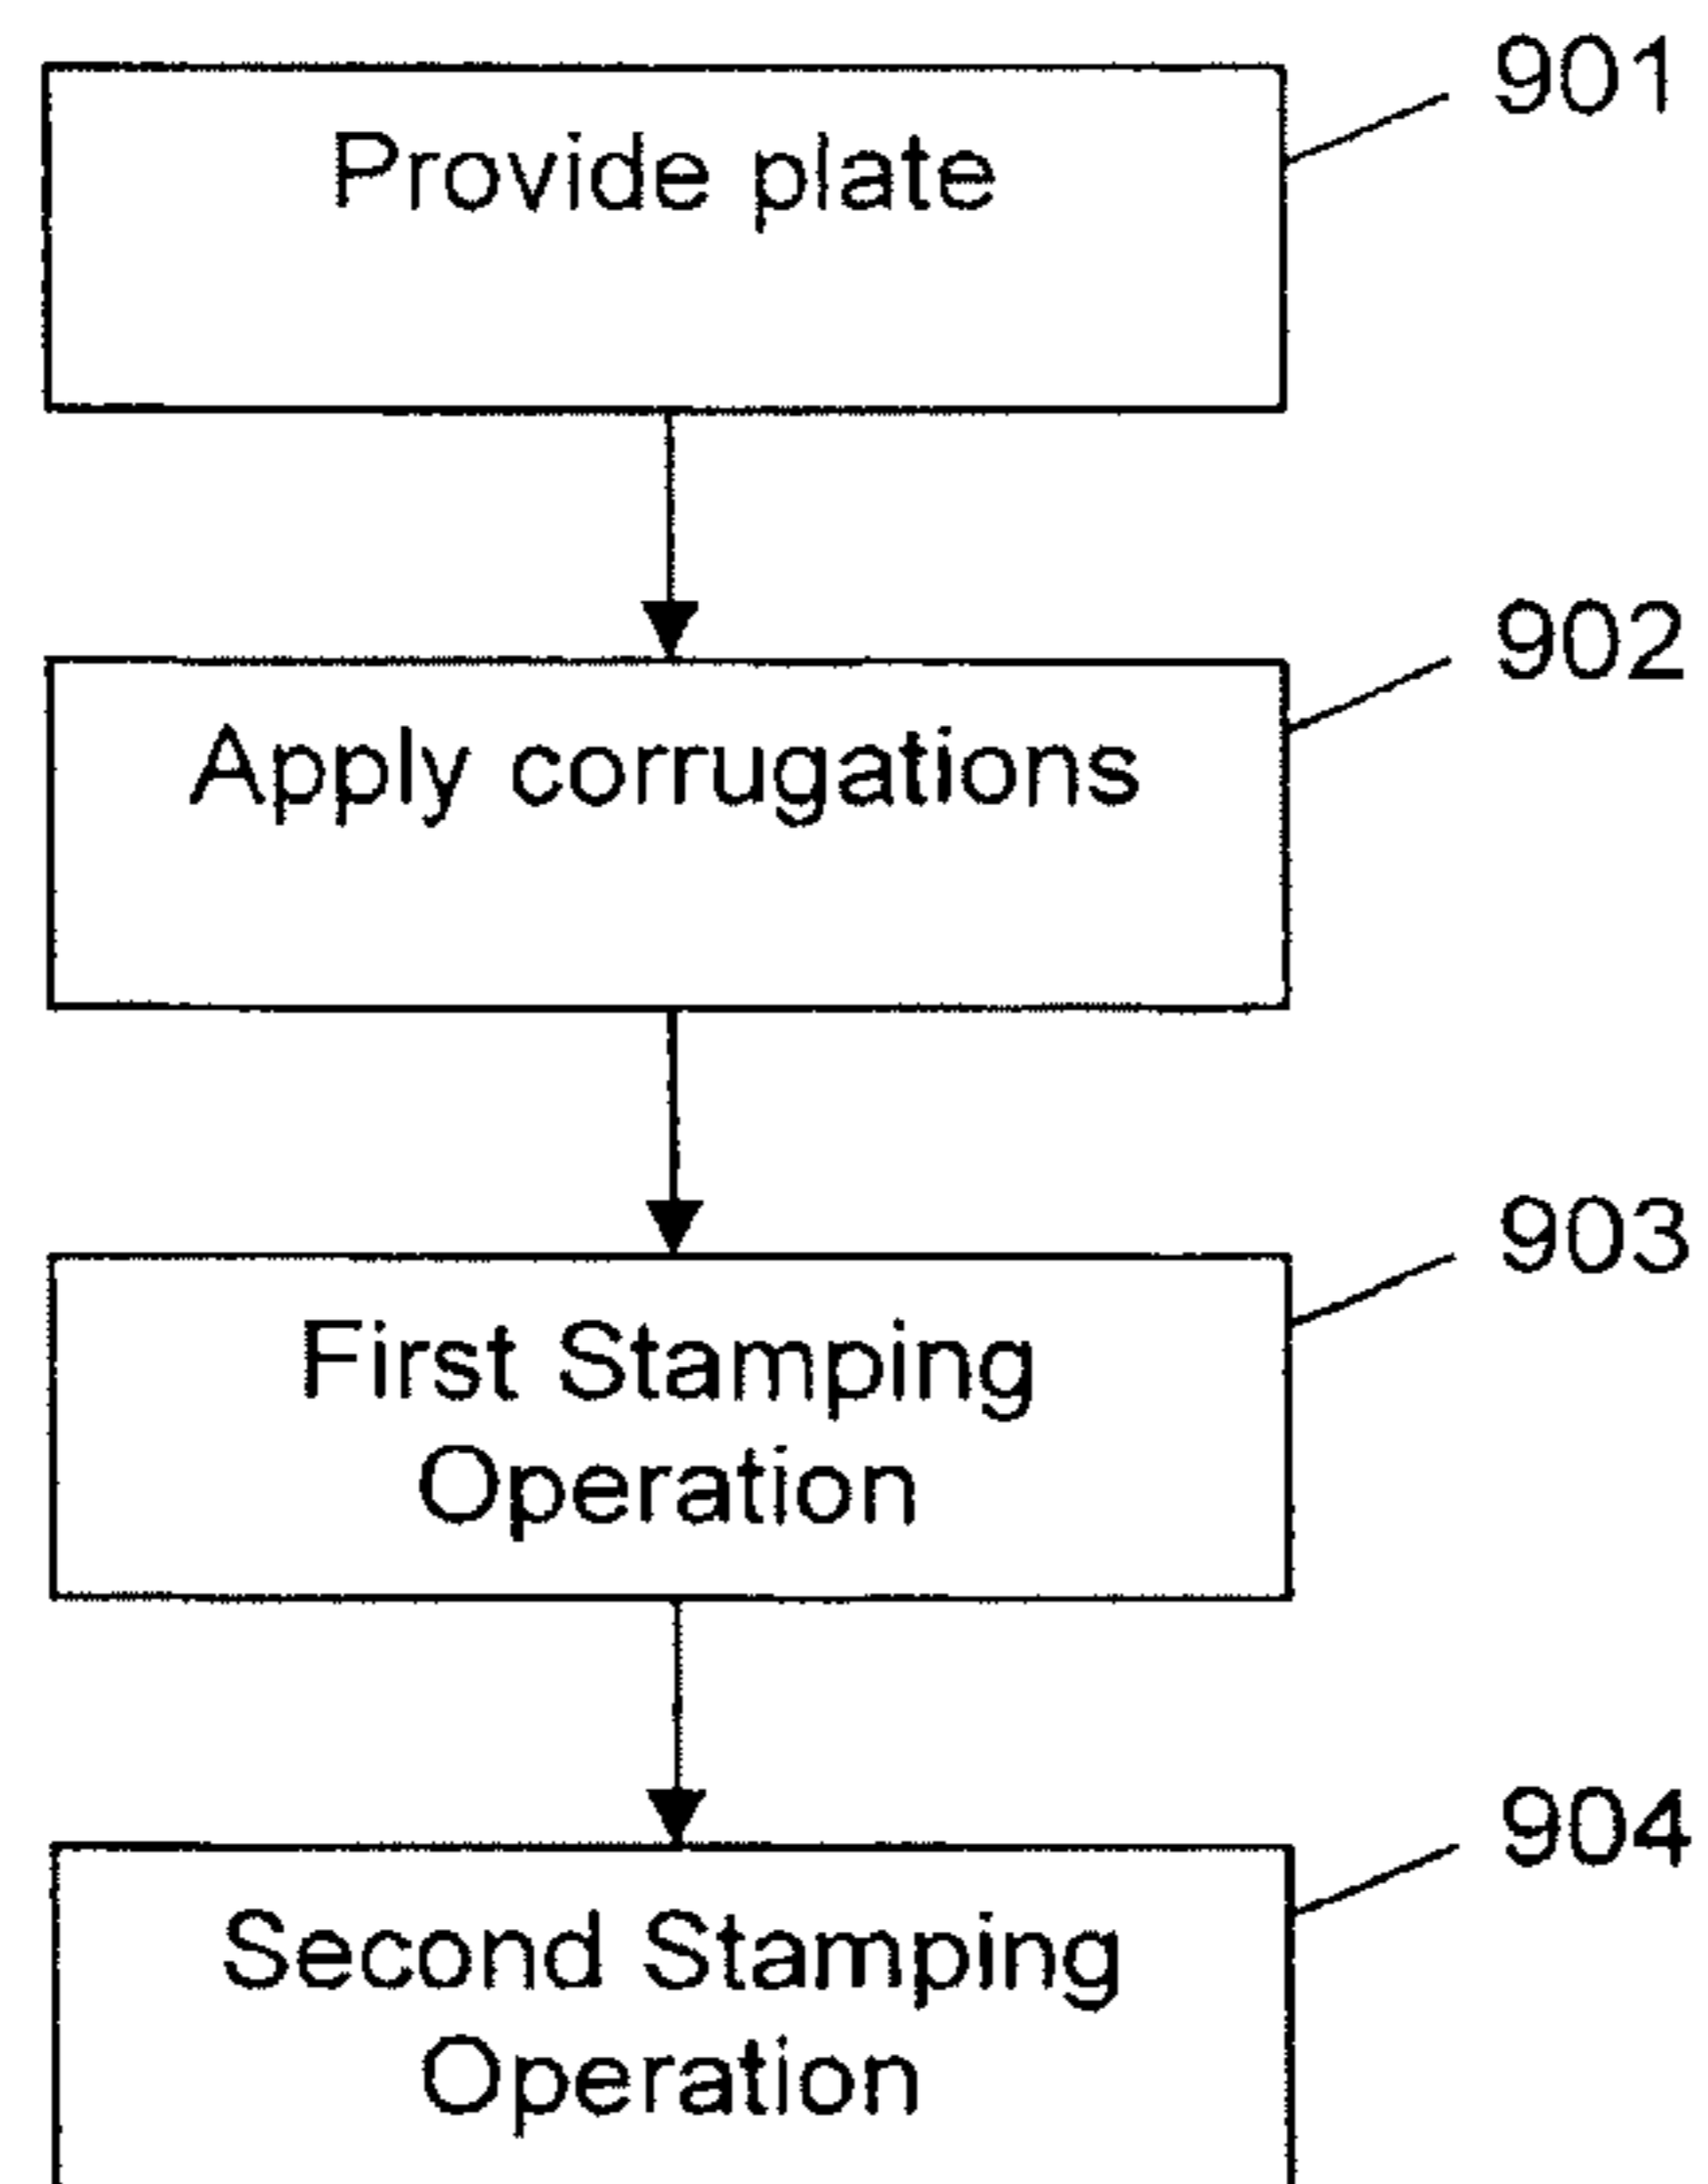 Provide plate
901
Apply corrugations
902
First Stamping
Operation
903
Second Stamping
Operation
904